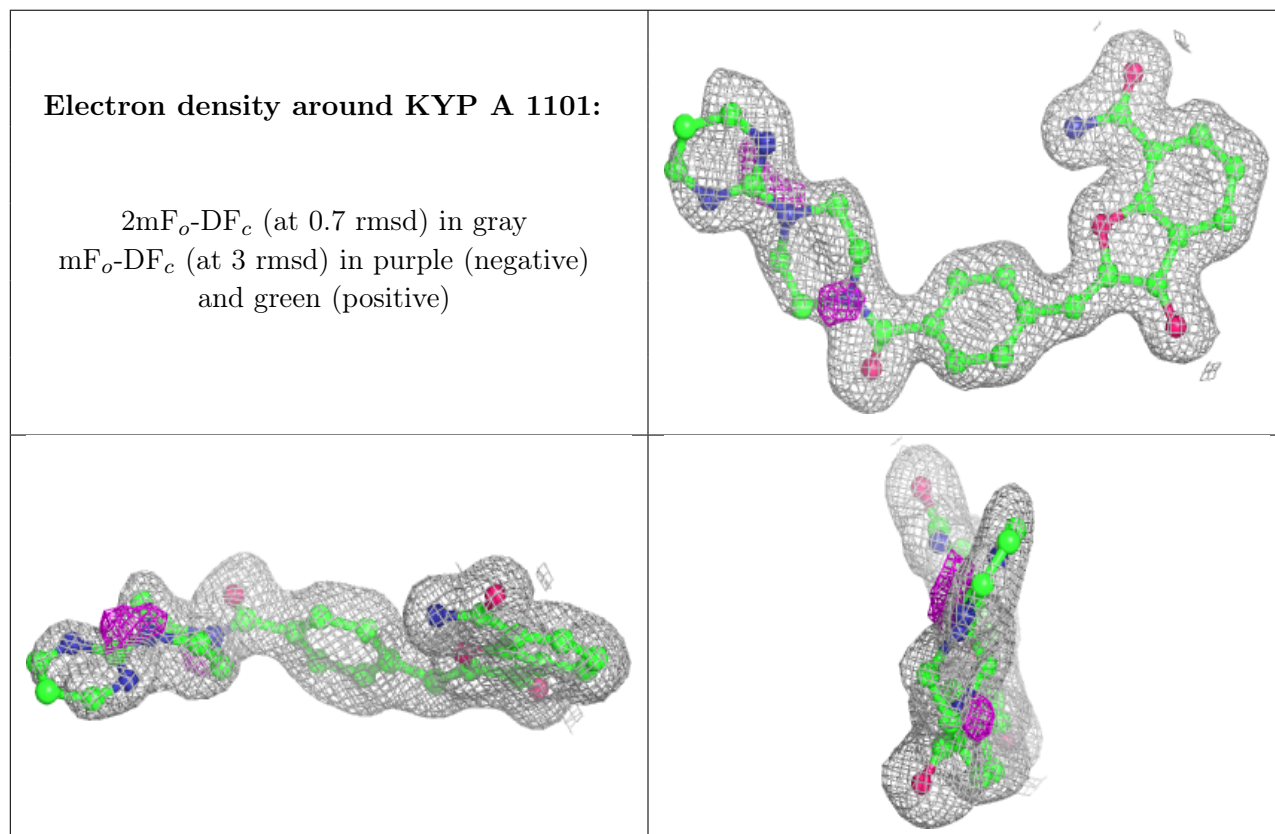 Electron density around KYP A 1101:
2mFo-DFc (at 0.7 rmsd) in gray
mFo-DFc (at 3 rmsd) in purple (negative)
and green (positive)